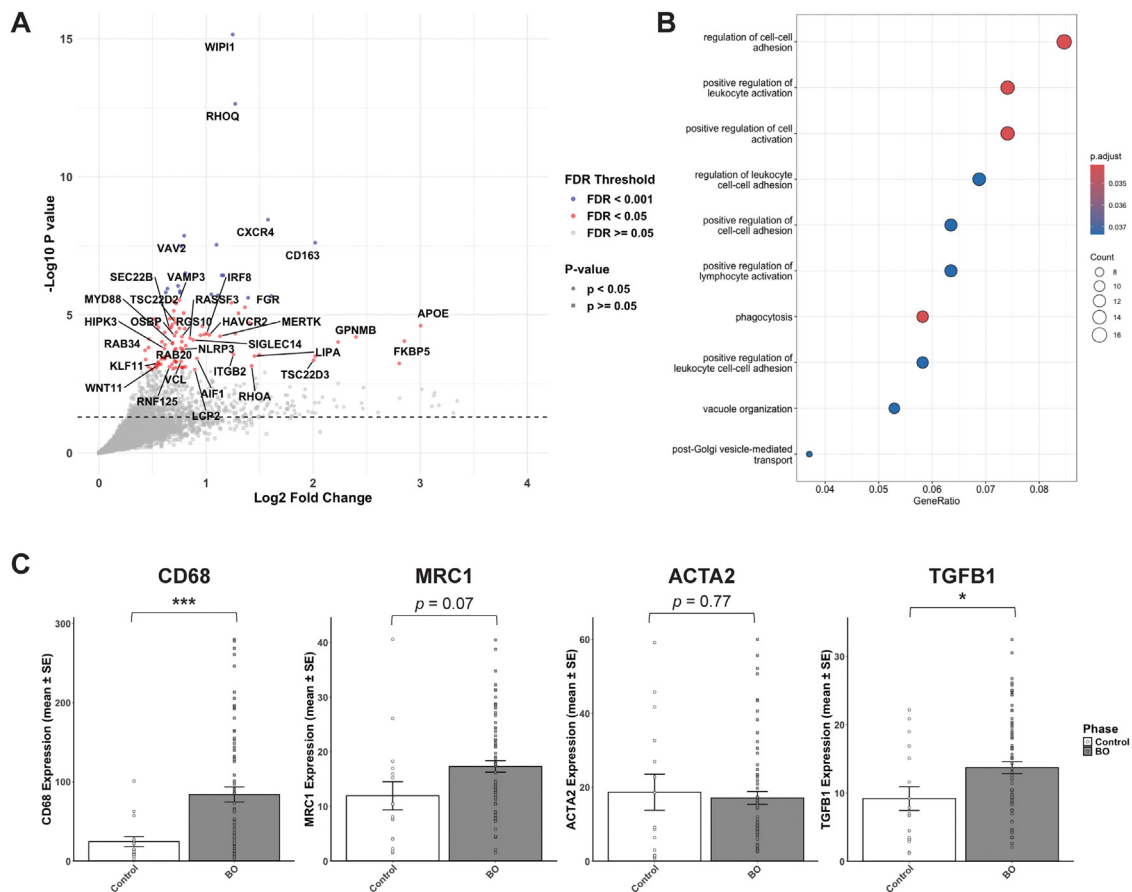 A
15
10
5
0
-Log10 P value
WIPI1
RHOQ
CXCR4
CD163
VAV2
SEC22B
VAMP3
IRF8
MYD88
TSC22D2
RASSF3
FGR
HIPK3
OSBP
RGS10
HAVCR2
MERTK
APOE
GPNMB
RAB34
SIGLEC14
NLRP3
RAB20
LIPA
FKBP5
KLF11
ITGB2
TSC22D3
VCL
WNT11
AIF1
RHOA
RNF125
LCP2
0
1
2
3
4
Log2 Fold Change
FDR Threshold
FDR < 0.001
FDR < 0.05
FDR >= 0.05
P-value
p < 0.05
p >= 0.05
B
regulation of cell-cell
adhesion
positive regulation of
leukocyte activation
positive regulation of cell
activation
regulation of leukocyte
cell-cell adhesion
positive regulation of
cell-cell adhesion
positive regulation of
lymphocyte activation
phagocytosis
positive regulation of
leukocyte cell-cell adhesion
vacuole organization
post-Golgi vesicle-mediated
transport
0.04
0.05
0.06
0.07
0.08
GeneRatio
p.adjust
0.035
0.036
0.037
Count
8
10
12
14
16
C
CD68
***
CD68 Expression (mean ± SE)
300
200
100
0
Control
BO
MRC1
p = 0.07
MRC1 Expression (mean ± SE)
40
30
20
10
0
Control
BO
ACTA2
p = 0.77
ACTA2 Expression (mean ± SE)
60
40
20
0
Control
BO
TGFB1
*
TGFB1 Expression (mean ± SE)
30
20
10
0
Control
BO
Phase
Control
BO